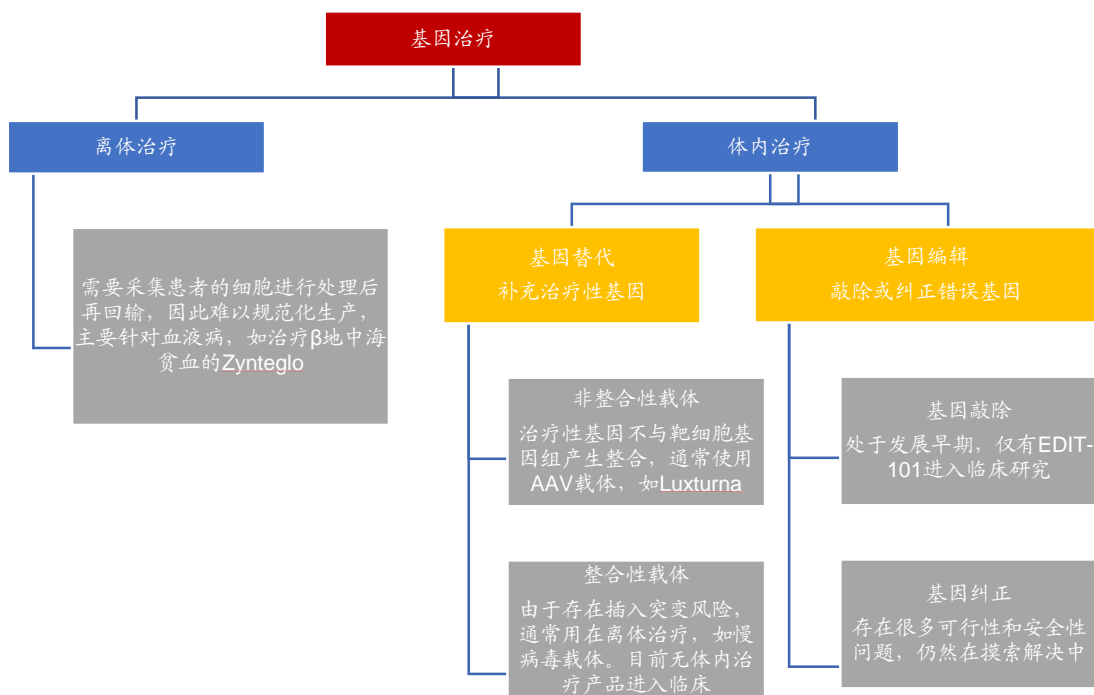 基因治疗
离体治疗
体内治疗
需要采集患者的细胞进行处理后
再回输，因此难以规范化生产，
主要针对血液病，如治疗β地中海
贫血的Zynteglo
基因替代
补充治疗性基因
基因编辑
敲除或纠正错误基因
非整合性载体
治疗性基因不与靶细胞基
因组产生整合，通常使用
AAV载体，如Luxturna
整合性载体
由于存在插入突变风险，
通常用在离体治疗，如慢
病毒载体。目前无体内治
疗产品进入临床
基因敲除
处于发展早期，仅有EDIT-
101进入临床研究
基因纠正
存在很多可行性和安全性
问题，仍然在摸索解决中